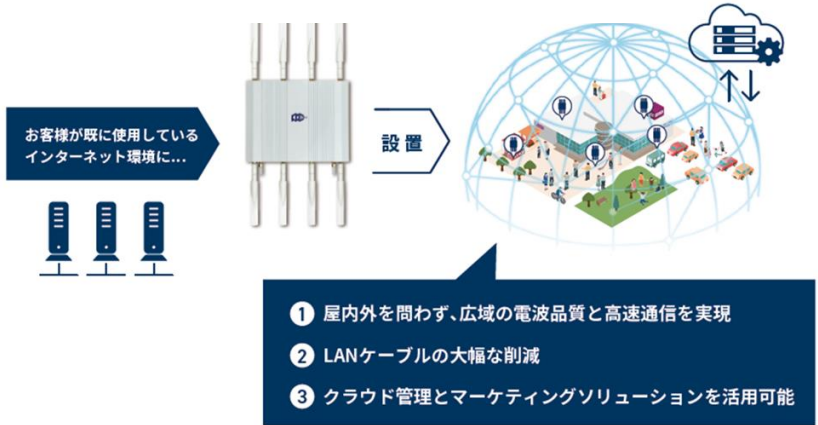 お客様が既に使用している
インターネット環境に...
設置
1 屋内外を問わず、広域の電波品質と高速通信を実現
2 LANケーブルの大幅な削減
3 クラウド管理とマーケティングソリューションを活用可能